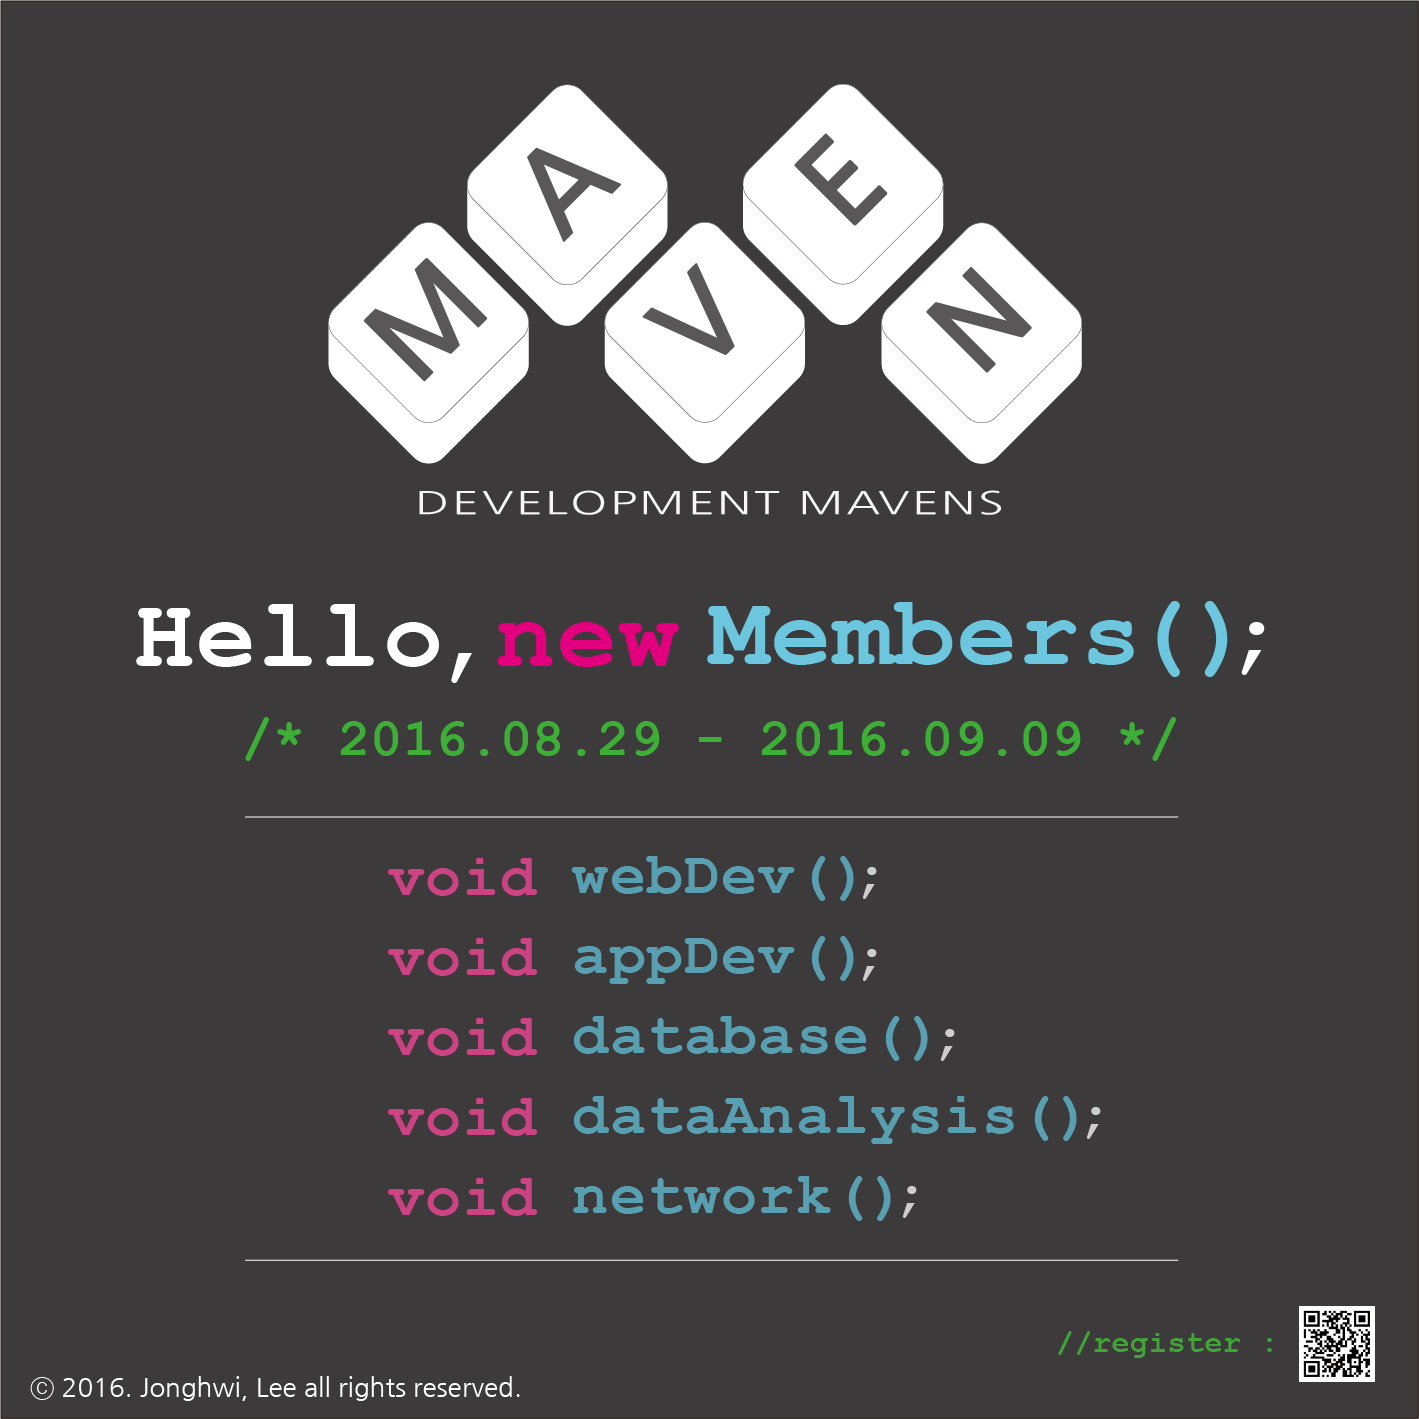 MAVEN
DEVELOPMENT MAVENS
Hello, new Members();
/* 2016.08.29 - 2016.09.09 */
void webDev();
void appDev();
void database();
void dataAnalysis();
void network();
//register :
ⓒ 2016. Jonghwi, Lee all rights reserved.